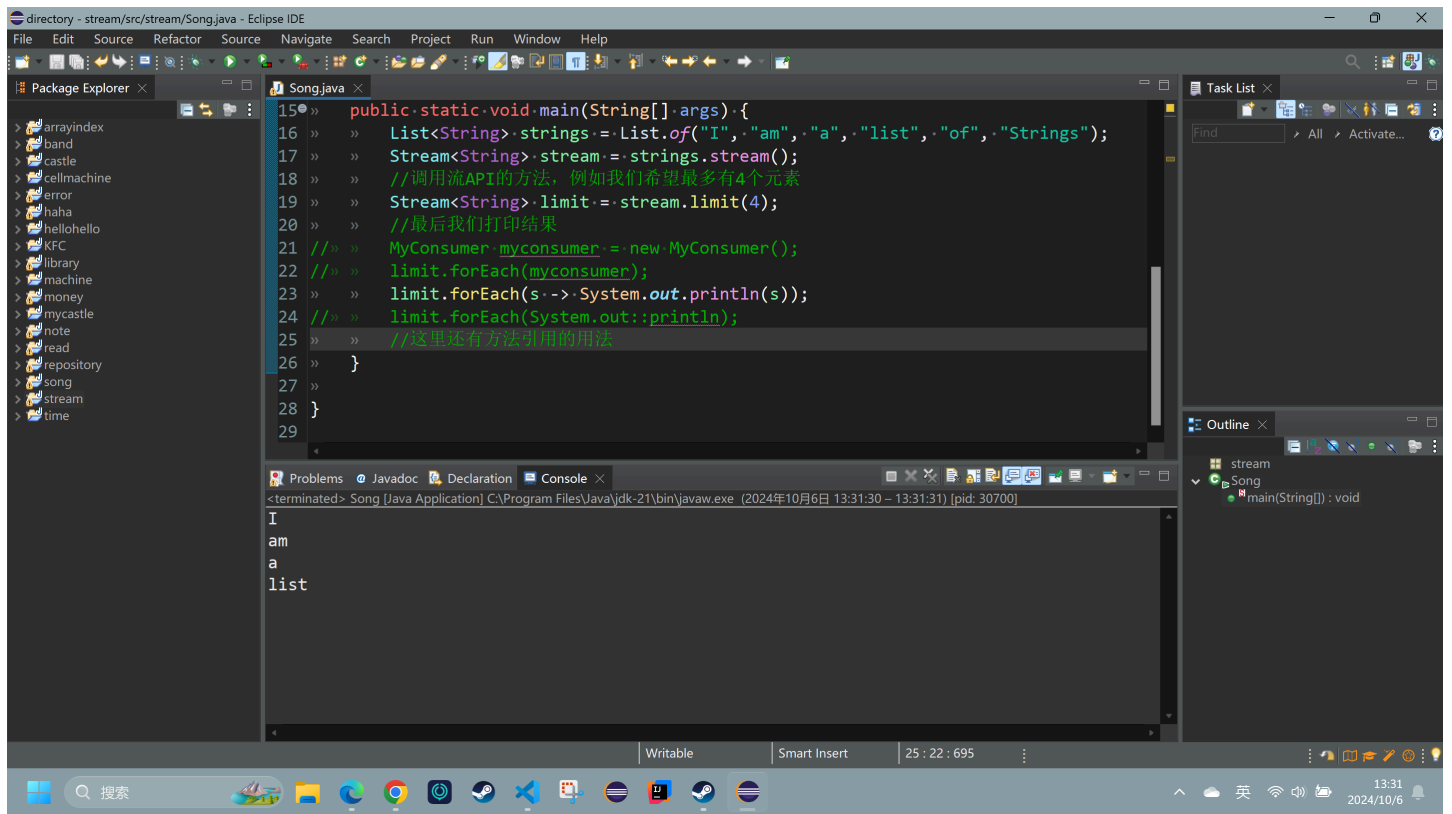 directory - stream/src/stream/Song.java - Eclipse IDE
File Edit Source Refactor Source Navigate Search Project Run Window Help
Package Explorer
arrayindex
band
castle
cellmachine
error
haha
hellohello
KFC
library
machine
money
mycastle
note
read
repository
song
stream
time
Song.java
15 public static void main(String[] args) {
16 List<String> strings = List.of("I", "am", "a", "list", "of", "Strings");
17 Stream<String> stream = strings.stream();
18 //调用流API的方法，例如我们希望最多有4个元素
19 Stream<String> limit = stream.limit(4);
20 //最后我们打印结果
21 // MyConsumer myconsumer = new MyConsumer();
22 // limit.forEach(myconsumer);
23 limit.forEach(s -> System.out.println(s));
24 // limit.forEach(System.out::println);
25 //这里还有方法引用的用法
26 }
27
28 }
29
Problems Javadoc Declaration Console
<terminated> Song [Java Application] C:\Program Files\Java\jdk-21\bin\javaw.exe (2024年10月6日 13:31:30 – 13:31:31) [pid: 30700]
I
am
a
list
Task List
Find All Activate...
Outline
stream
Song
main(String[]) : void
Writable Smart Insert 25 : 22 : 695
搜索
英
13:31
2024/10/6